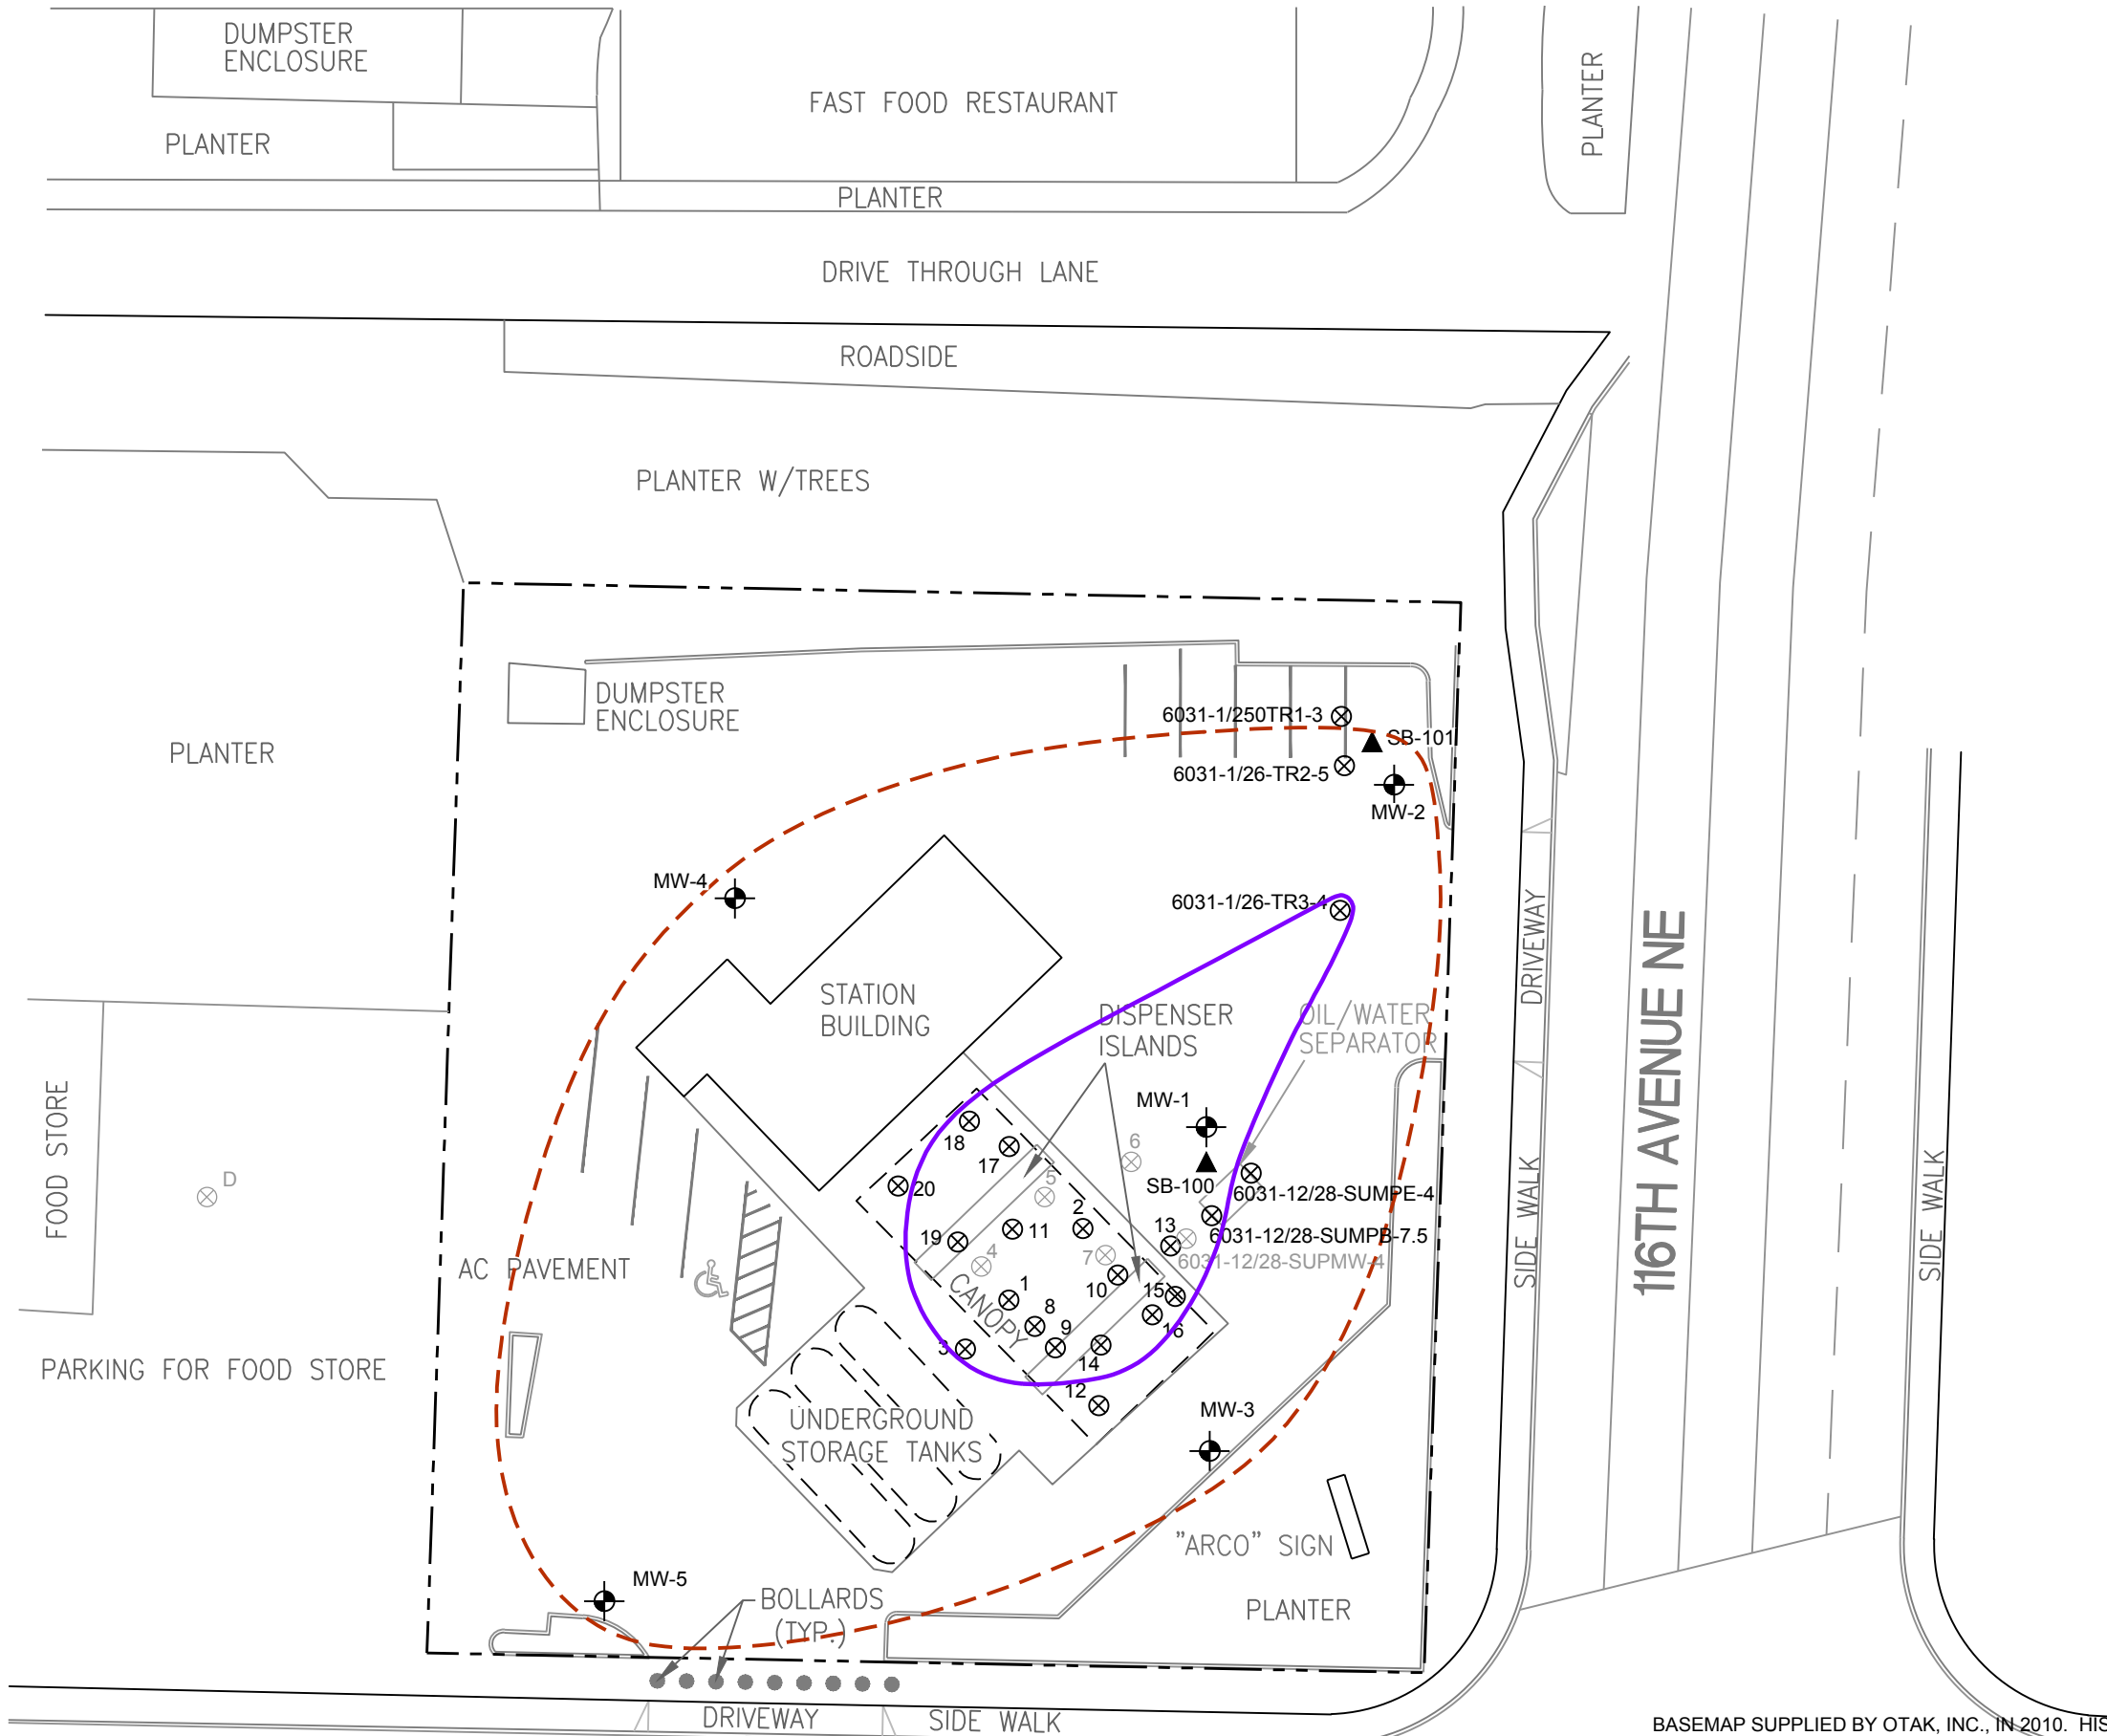 DUMPSTER
ENCLOSURE
PLANTER
FAST FOOD RESTAURANT
PLANTER
PLANTER
DRIVE THROUGH LANE
ROADSIDE
PLANTER W/TREES
PLANTER
DUMPSTER
ENCLOSURE
6031-1/250TR1-3
SB-101
6031-1/26-TR2-5
MW-2
MW-4
6031-1/26-TR3-4
STATION
BUILDING
DISPENSER
ISLANDS
OIL/WATER
SEPARATOR
DRIVEWAY
116TH AVENUE NE
MW-1
SB-100
6031-12/28-SUMPE-4
6031-12/28-SUMPB-7.5
6031-12/28-SUPMW-4
18
17
6
5
20
2
13
19
11
4
7
10
15
1
8
9
16
3
14
12
CANOPY
D
FOOD STORE
AC PAVEMENT
SIDE WALK
SIDE WALK
PARKING FOR FOOD STORE
UNDERGROUND
STORAGE TANKS
MW-3
"ARCO" SIGN
MW-5
BOLLARDS
(TYP.)
PLANTER
DRIVEWAY
SIDE WALK
BASEMAP SUPPLIED BY OTAK, INC., IN 2010. HIS